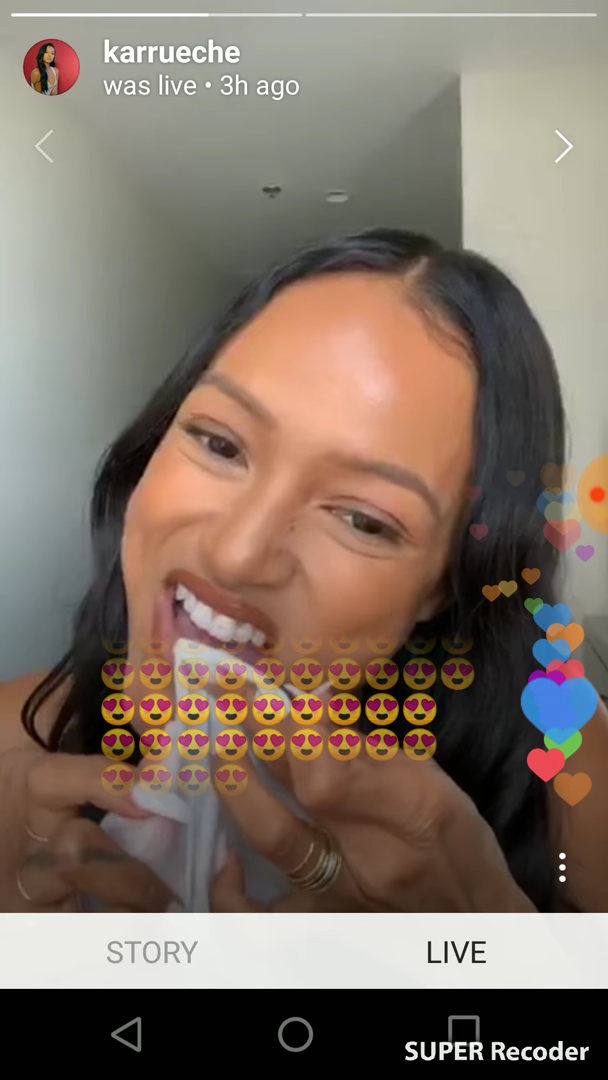 karrueche
was live • 3h ago
STORY
LIVE
SUPER Recoder